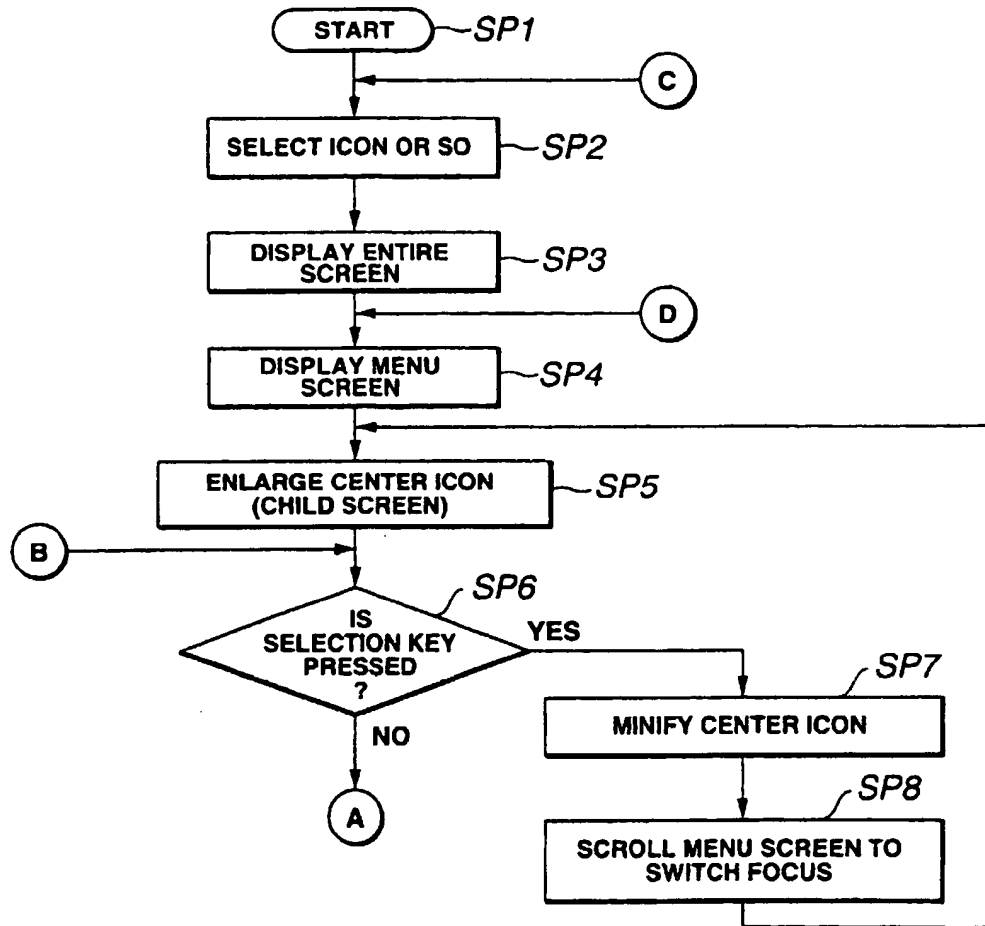 START
SP1
C
SELECT ICON OR SO
SP2
DISPLAY ENTIRE
SCREEN
SP3
D
DISPLAY MENU
SCREEN
SP4
ENLARGE CENTER ICON
(CHILD SCREEN)
SP5
B
SP6
IS
SELECTION KEY
PRESSED
?
YES
NO
A
SP7
MINIFY CENTER ICON
SP8
SCROLL MENU SCREEN TO
SWITCH FOCUS